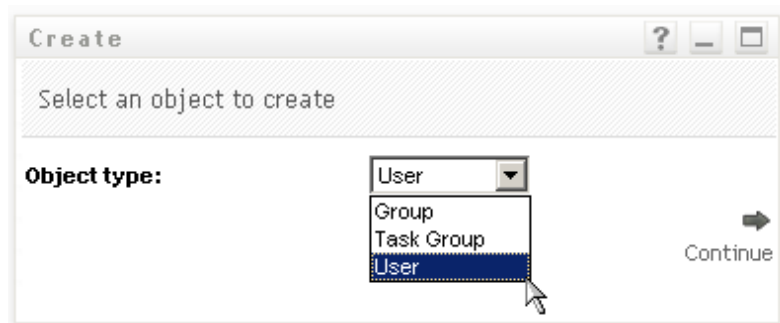 Create
?
Select an object to create
Object type:
User
Group
Task Group
User
Continue